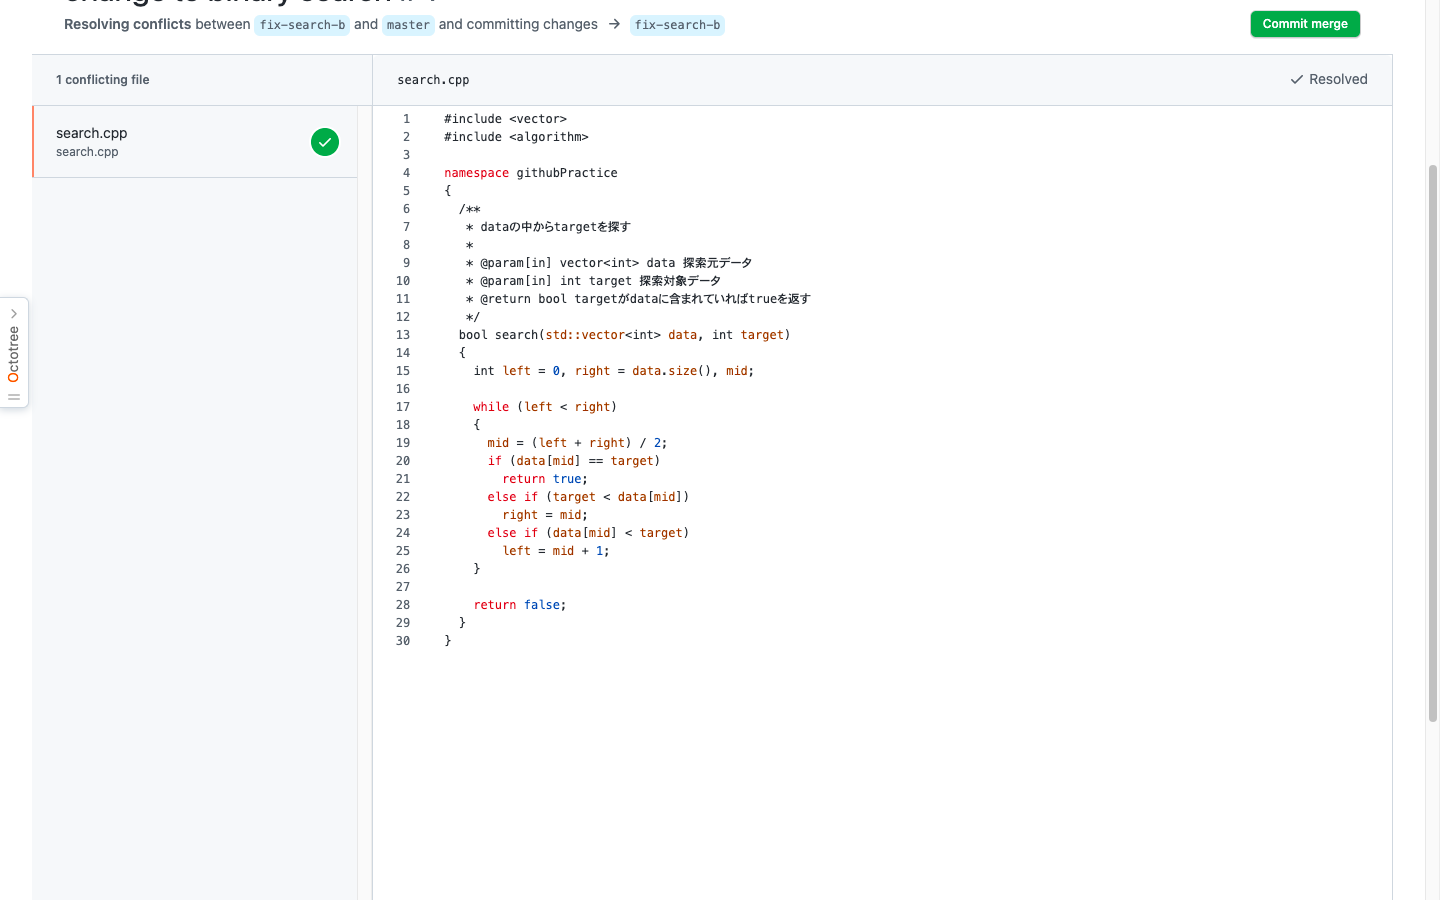 change to binary search #
Resolving conflicts between fix-search-b and master and committing changes → fix-search-b
Commit merge
1 conflicting file
search.cpp
Resolved
search.cpp
search.cpp
Octotree
1 #include <vector>
2 #include <algorithm>
3
4 namespace githubPractice
5 {
6   /**
7    * dataの中からtargetを探す
8    *
9    * @param[in] vector<int> data 探索元データ
10    * @param[in] int target 探索対象データ
11    * @return bool targetがdataに含まれていればtrueを返す
12    */
13   bool search(std::vector<int> data, int target)
14   {
15     int left = 0, right = data.size(), mid;
16
17     while (left < right)
18     {
19       mid = (left + right) / 2;
20       if (data[mid] == target)
21         return true;
22       else if (target < data[mid])
23         right = mid;
24       else if (data[mid] < target)
25         left = mid + 1;
26     }
27
28     return false;
29   }
30 }